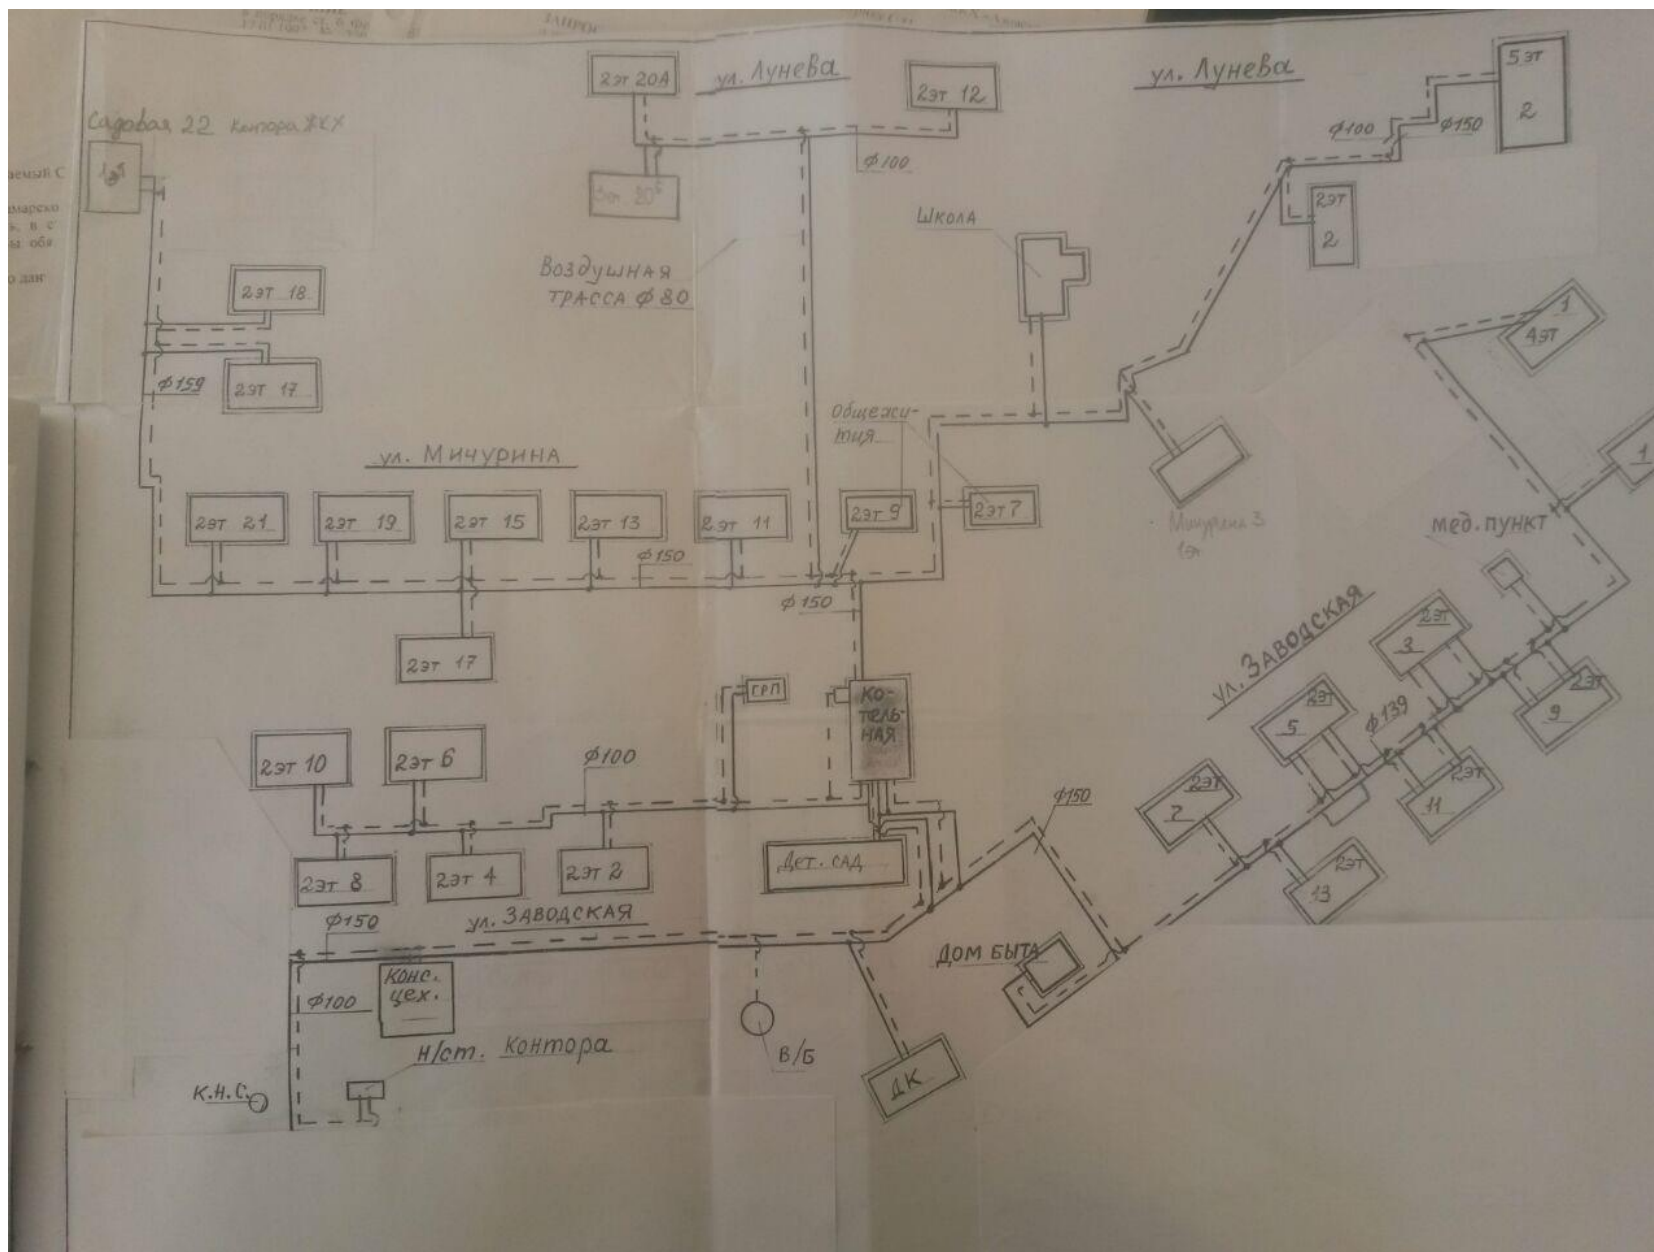 ЗАПРОС
ул. Лунева
ул. Лунева
2эт 20А
2эт 12
5эт
2
Садовая 22 контора ЖКХ
ф100
ф150
ф100
2эт
2
Школа
Воздушная
трасса ф80
2эт 18
2эт 17
ф159
Общежи-
тия
1
4эт
1
ул. Мичурина
2эт 21
2эт 19
2эт 15
2эт 13
2эт 11
2эт 9
2эт 7
Мичурина 3
1эт
мед. пункт
ф150
ф150
2эт 17
ГРП
Ко-
тель-
ная
ул. Заводская
2эт
3
2эт
5
ф139
2эт
9
2эт
7
2эт
11
2эт
13
2эт 10
2эт 6
ф100
ф150
2эт 8
2эт 4
2эт 2
Дет. сад
ф150
ул. Заводская
Дом быта
Конс.
цех.
ф100
Н/ст. контора
В/Б
ДК
К.Н.С.